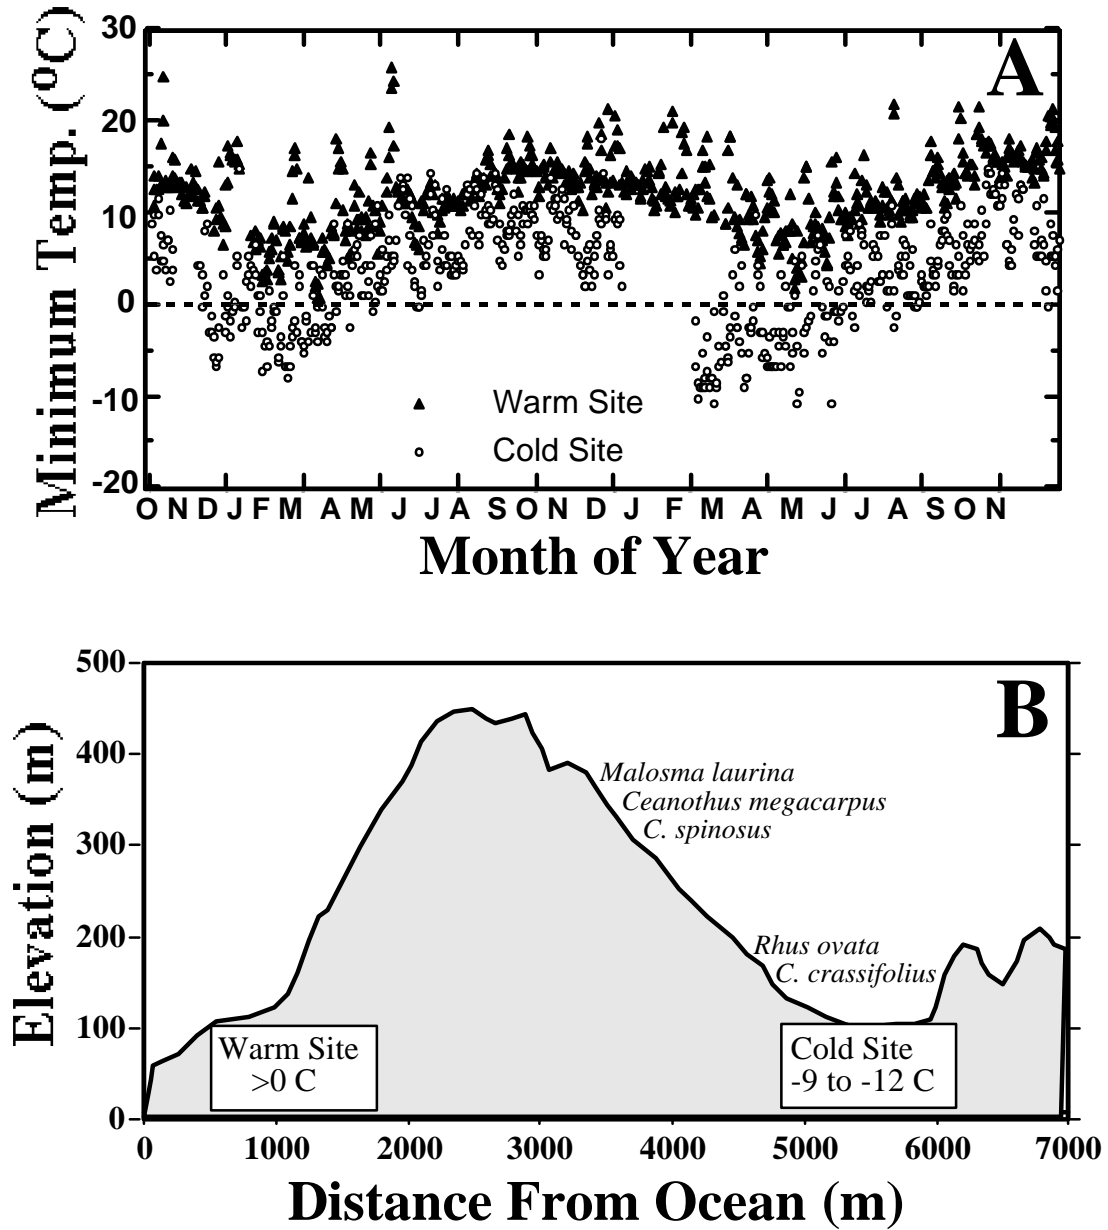 A
Minimum Temp. (ºC)
30
20
10
0
-10
-20
Warm Site
Cold Site
O N D J F M A M J J A S O N D J F M A M J J A S O N
Month of Year
B
Elevation (m)
500
400
300
200
100
0
Malosma laurina
Ceanothus megacarpus
C. spinosus
Rhus ovata
C. crassifolius
Warm Site
>0 C
Cold Site
-9 to -12 C
0 1000 2000 3000 4000 5000 6000 7000
Distance From Ocean (m)